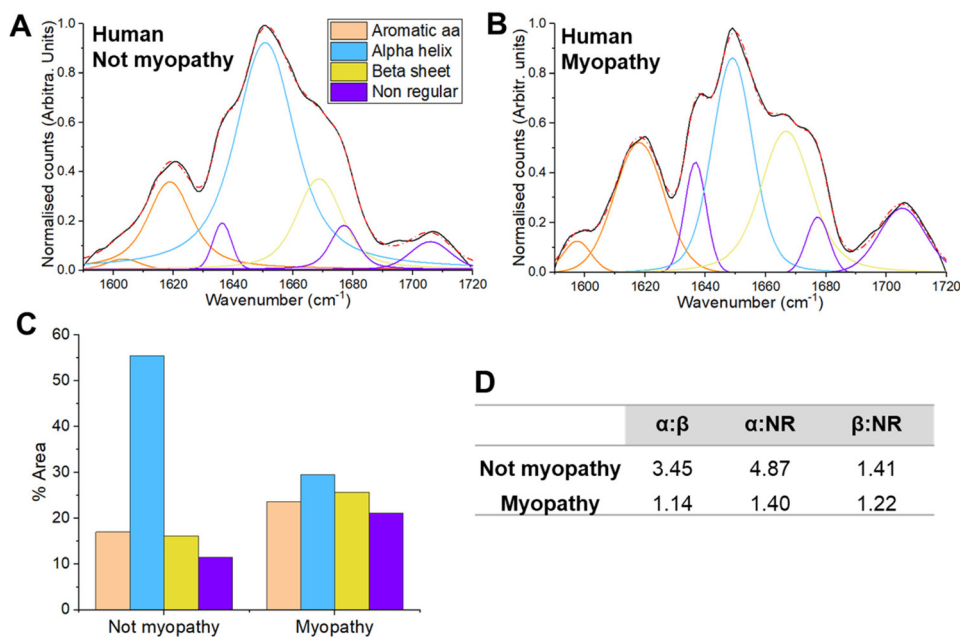 A
Human
Not myopathy
Aromatic aa
Alpha helix
Beta sheet
Non regular
Normalised counts (Arbitra. Units)
1.0
0.8
0.6
0.4
0.2
0.0
1600 1620 1640 1660 1680 1700 1720
Wavenumber (cm⁻¹)
B
Human
Myopathy
Normalised counts (Arbitr. units)
1.0
0.8
0.6
0.4
0.2
0.0
1600 1620 1640 1660 1680 1700 1720
Wavenumber (cm⁻¹)
C
% Area
60
50
40
30
20
10
0
Not myopathy Myopathy
D
α:β α:NR β:NR
Not myopathy 3.45 4.87 1.41
Myopathy 1.14 1.40 1.22